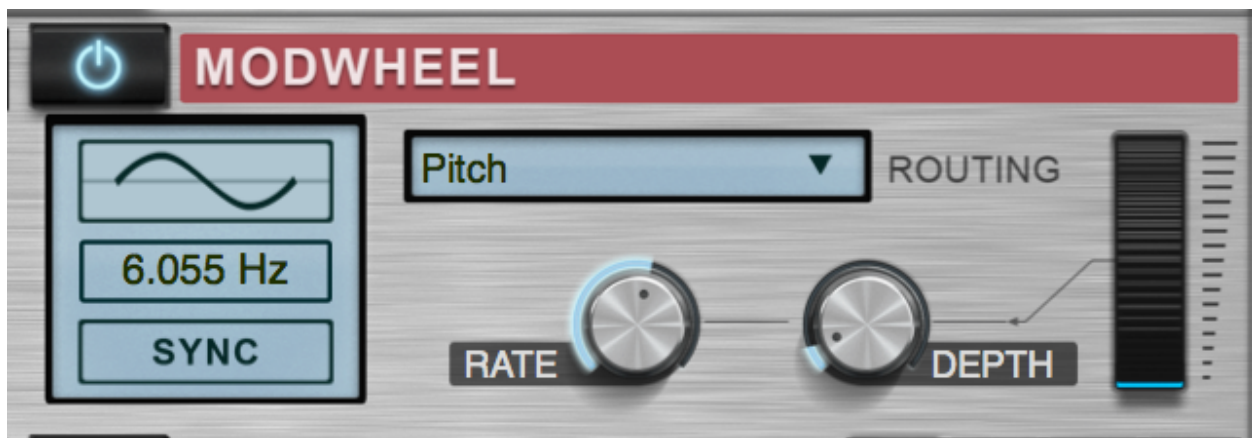 MODWHEEL
Pitch
ROUTING
6.055 Hz
SYNC
RATE
DEPTH